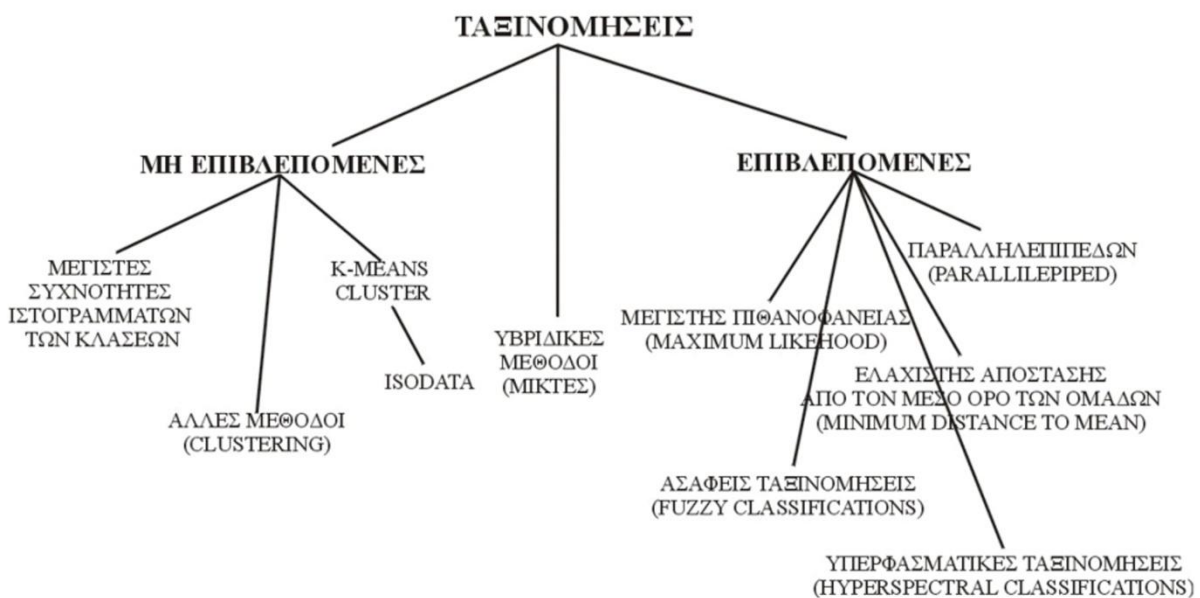 ΤΑΞΙΝΟΜΗΣΕΙΣ
ΜΗ ΕΠΙΒΛΕΠΟΜΕΝΕΣ
ΕΠΙΒΛΕΠΟΜΕΝΕΣ
ΜΕΓΙΣΤΕΣ
ΣΥΧΝΟΤΗΤΕΣ
ΙΣΤΟΓΡΑΜΜΑΤΩΝ
ΤΩΝ ΚΛΑΣΕΩΝ
ΑΛΛΕΣ ΜΕΘΟΔΟΙ
(CLUSTERING)
K-MEANS
CLUSTER
ISODATA
ΥΒΡΙΔΙΚΕΣ
ΜΕΘΟΔΟΙ
(ΜΙΚΤΕΣ)
ΜΕΓΙΣΤΗΣ ΠΙΘΑΝΟΦΑΝΕΙΑΣ
(MAXIMUM LIKEHOOD)
ΑΣΑΦΕΙΣ ΤΑΞΙΝΟΜΗΣΕΙΣ
(FUZZY CLASSIFICATIONS)
ΥΠΕΡΦΑΣΜΑΤΙΚΕΣ ΤΑΞΙΝΟΜΗΣΕΙΣ
(HYPERSPECTRAL CLASSIFICATIONS)
ΕΛΑΧΙΣΤΗΣ ΑΠΟΣΤΑΣΗΣ
ΑΠΟ ΤΟΝ ΜΕΣΟ ΟΡΟ ΤΩΝ ΟΜΑΔΩΝ
(MINIMUM DISTANCE TO MEAN)
ΠΑΡΑΛΛΗΛΕΠΙΠΕΔΩΝ
(PARALLILEPIPED)